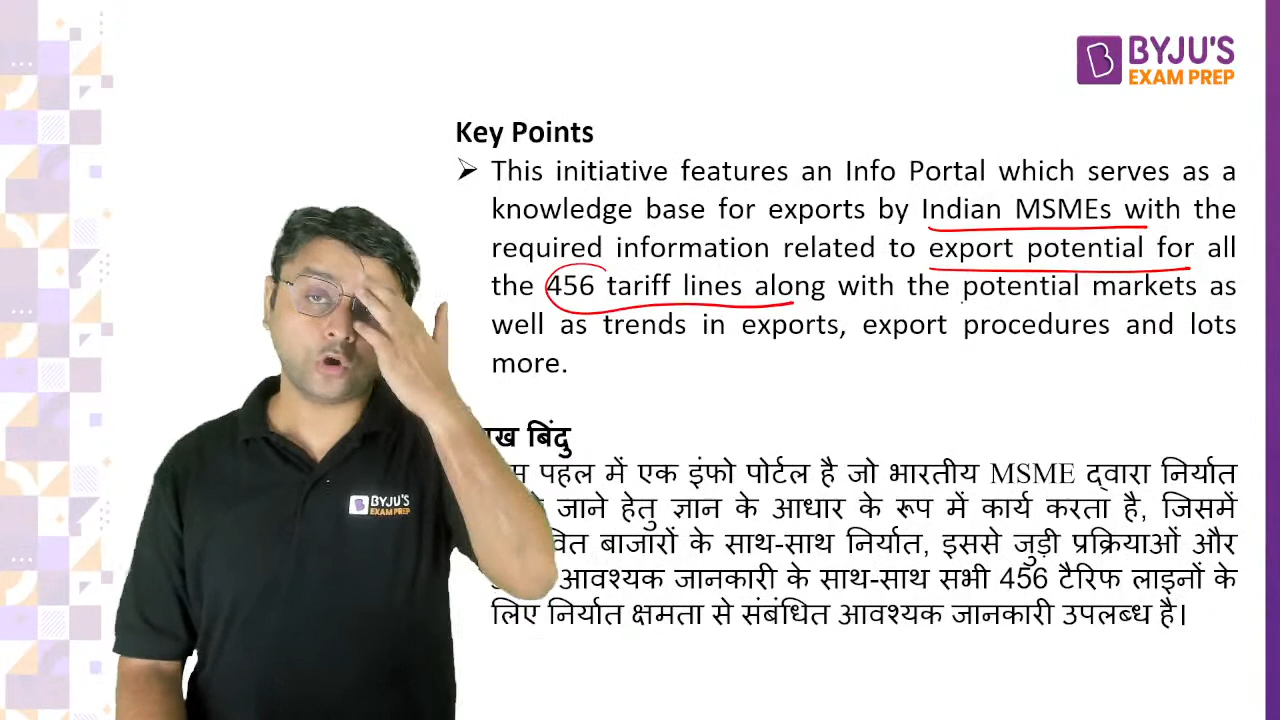 BYJU'S
EXAM PREP
Key Points
➢ This initiative features an Info Portal which serves as a
knowledge base for exports by Indian MSMEs with the
required information related to export potential for all
the 456 tariff lines along with the potential markets as
well as trends in exports, export procedures and lots
more.
बिंदु
पहल में एक इंफो पोर्टल है जो भारतीय MSME द्वारा निर्यात
जाने हेतु ज्ञान के आधार के रूप में कार्य करता है, जिसमें
बाजारों के साथ-साथ निर्यात, इससे जुड़ी प्रक्रियाओं और
आवश्यक जानकारी के साथ-साथ सभी 456 टैरिफ लाइनों के
लिए निर्यात क्षमता से संबंधित आवश्यक जानकारी उपलब्ध है।
BYJU'S
EXAM PREP